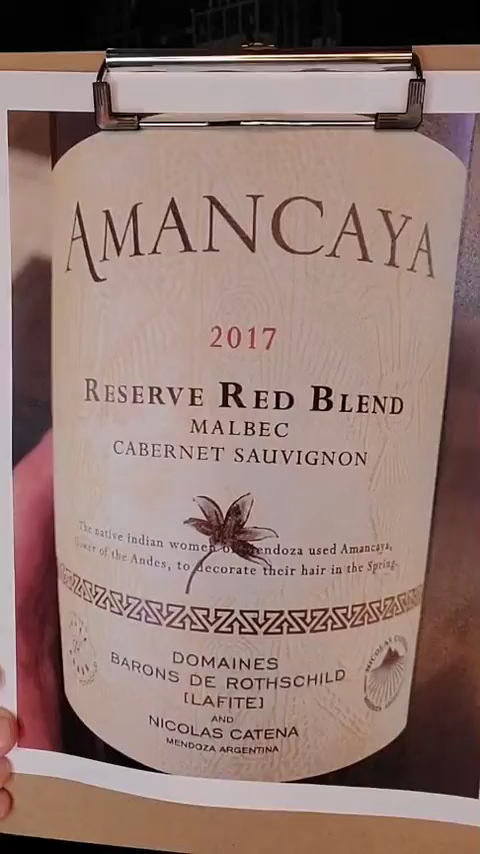 AMANCAYA
2017
RESERVE RED BLEND
MALBEC
CABERNET SAUVIGNON
The native indian women of Mendoza used Amancaya,
flower of the Andes, to decorate their hair in the Spring.
DOMAINES
BARONS DE ROTHSCHILD
[LAFITE]
AND
NICOLAS CATENA
MENDOZA ARGENTINA
NICOLAS